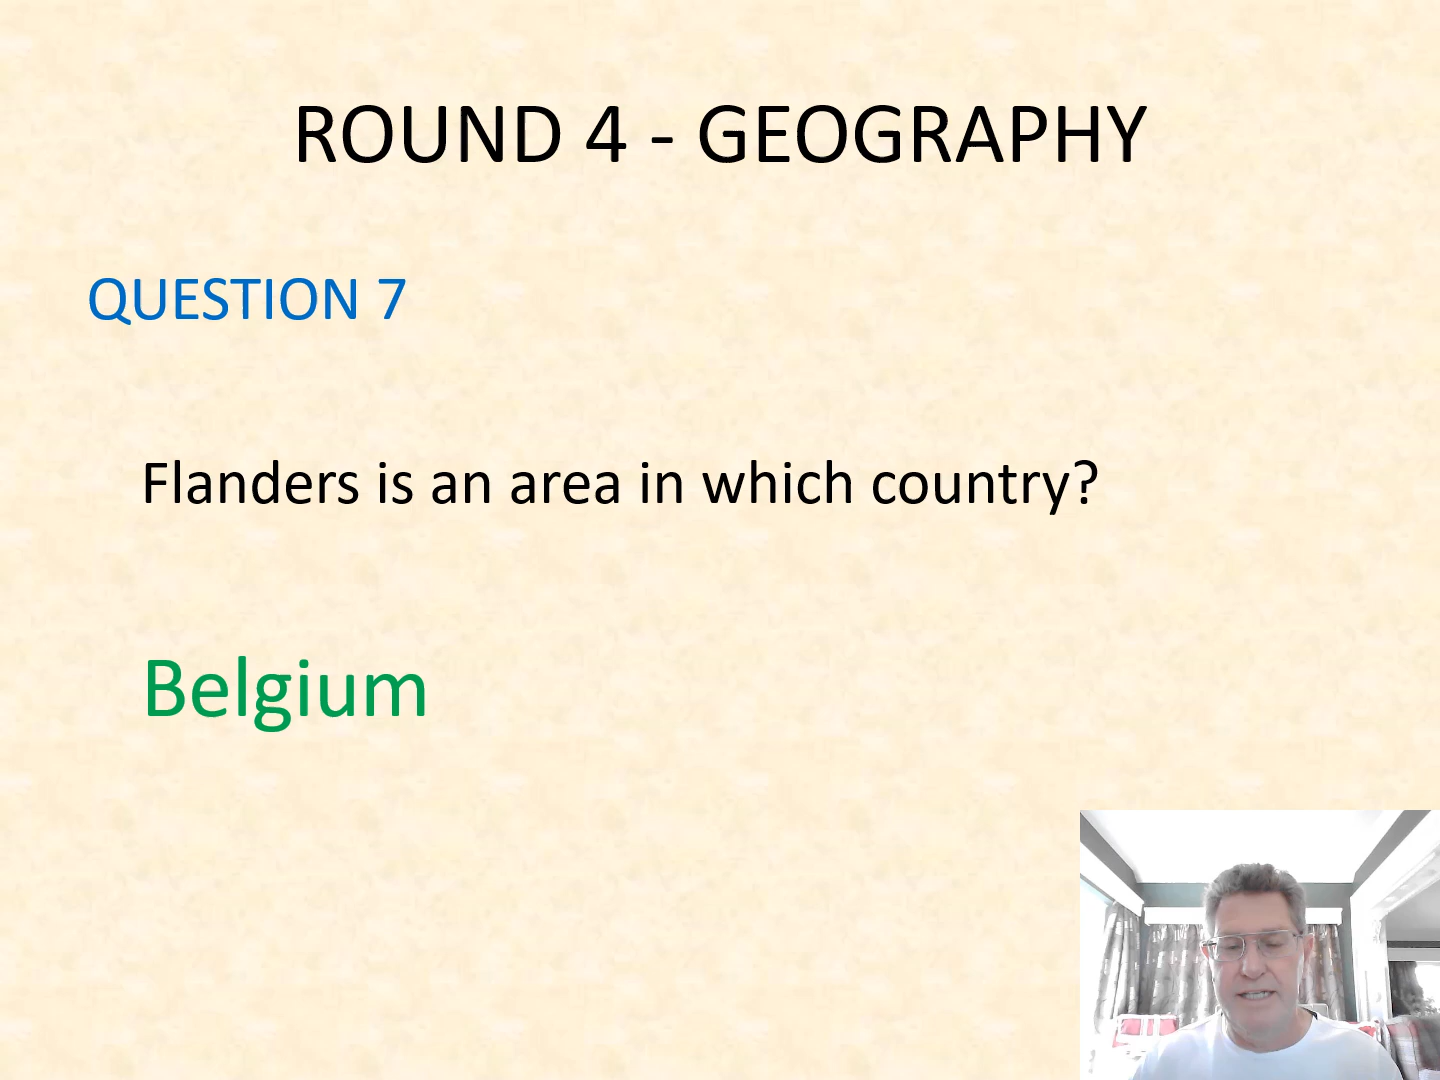 ROUND 4 - GEOGRAPHY
QUESTION 7
Flanders is an area in which country?
Belgium